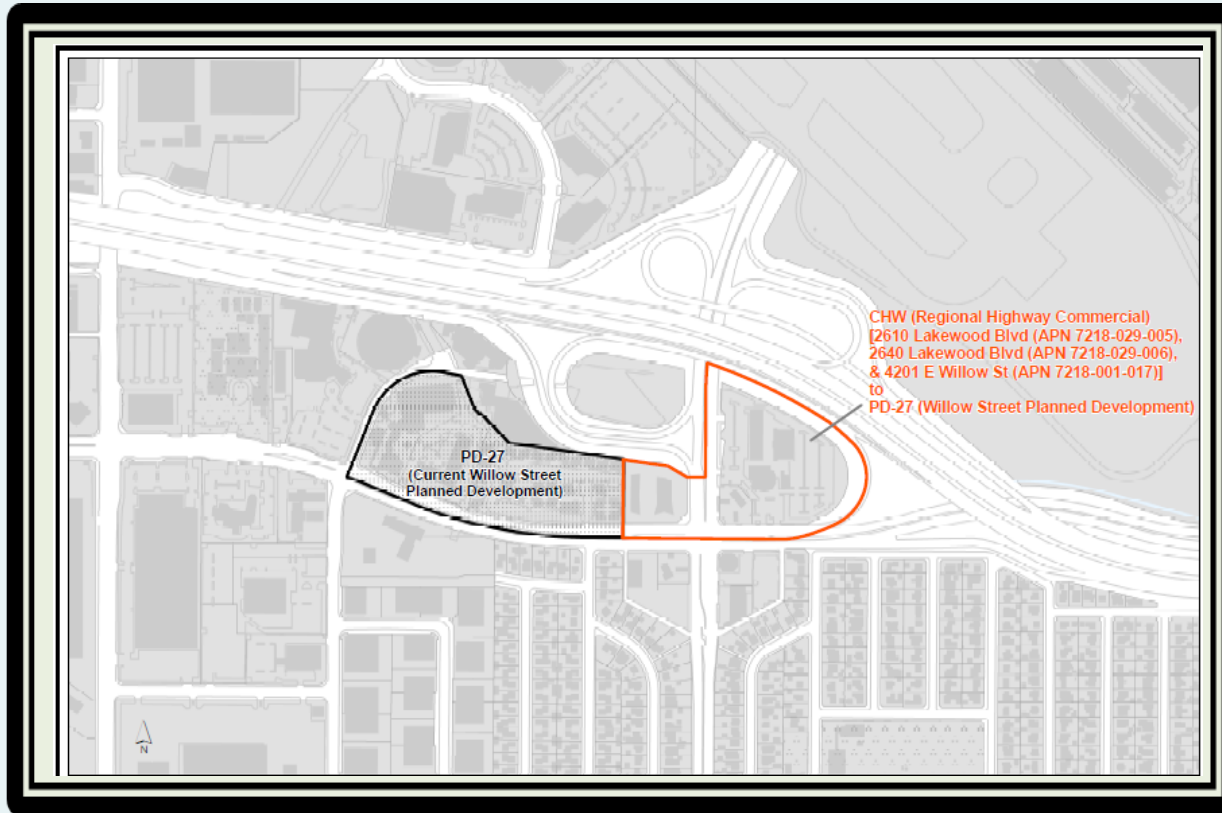 CHW (Regional Highway Commercial)
[2610 Lakewood Blvd (APN 7218-029-005),
2640 Lakewood Blvd (APN 7218-029-006),
& 4201 E Willow St (APN 7218-001-017)]
to
PD-27 (Willow Street Planned Development)
PD-27
(Current Willow Street
Planned Development)
N